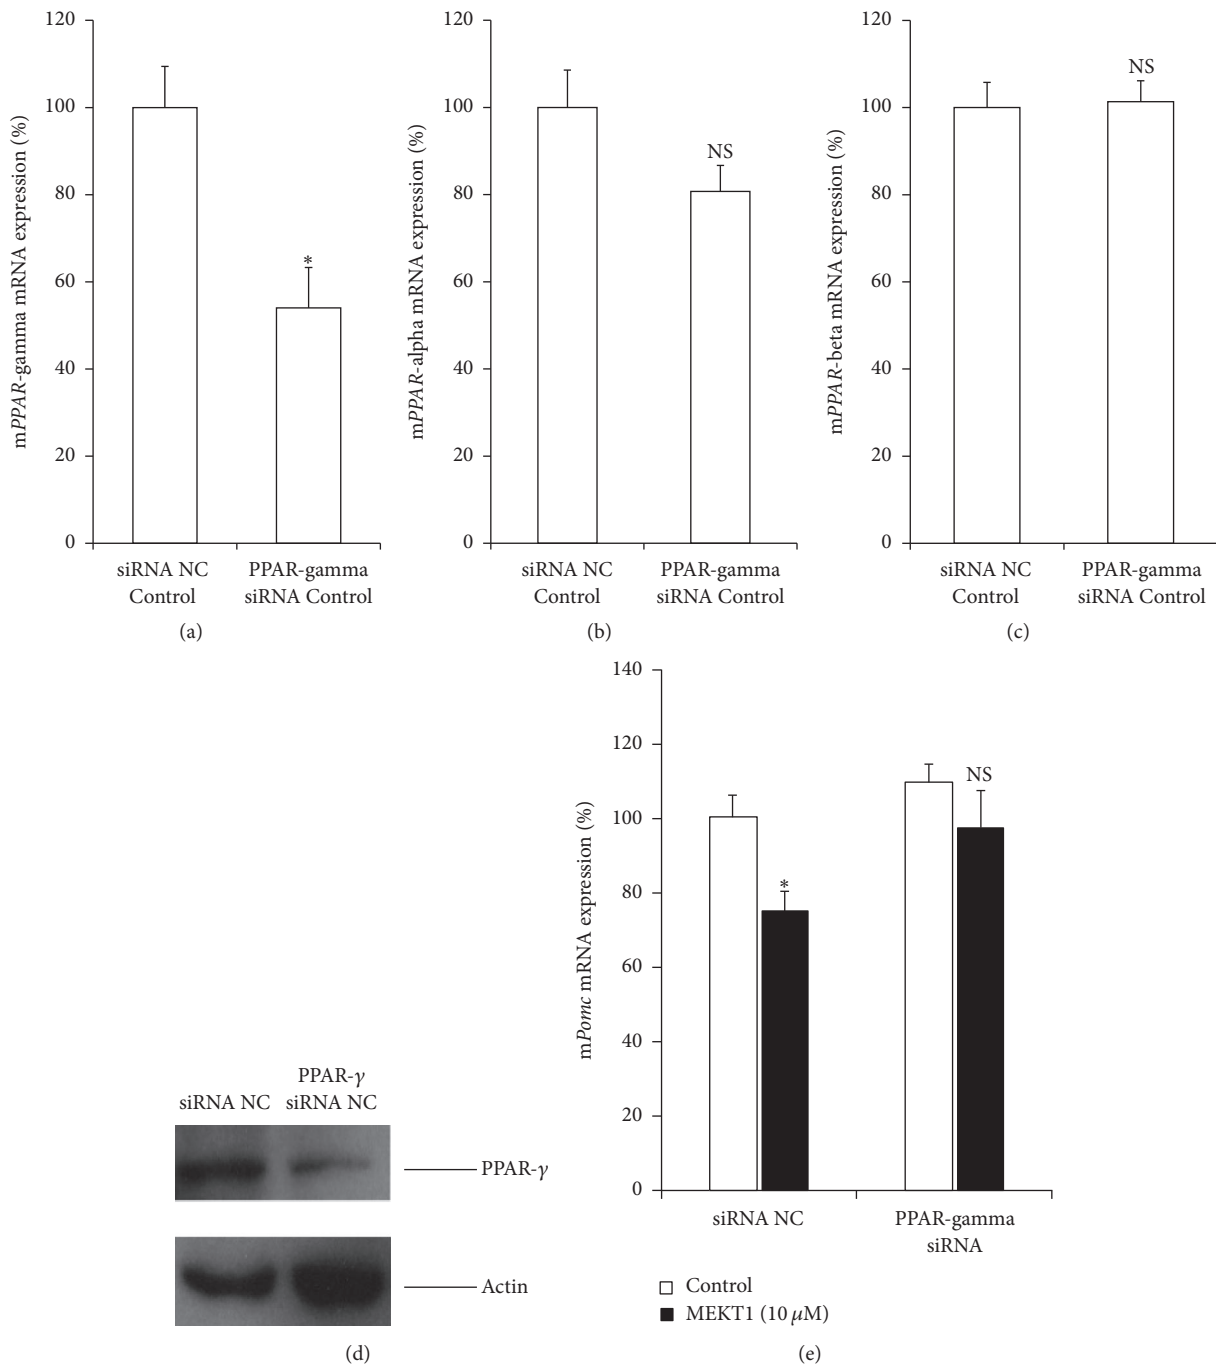 120
100
80
60
40
20
0
mPPAR-gamma mRNA expression (%)
*
siRNA NC
Control
PPAR-gamma
siRNA Control
(a)
120
100
80
60
40
20
0
mPPAR-alpha mRNA expression (%)
NS
siRNA NC
Control
PPAR-gamma
siRNA Control
(b)
120
100
80
60
40
20
0
mPPAR-beta mRNA expression (%)
NS
siRNA NC
Control
PPAR-gamma
siRNA Control
(c)
siRNA NC
PPAR-γ
siRNA NC
PPAR-γ
Actin
(d)
140
120
100
80
60
40
20
0
mPomc mRNA expression (%)
*
NS
siRNA NC
PPAR-gamma
siRNA
Control
MEKT1 (10 μM)
(e)